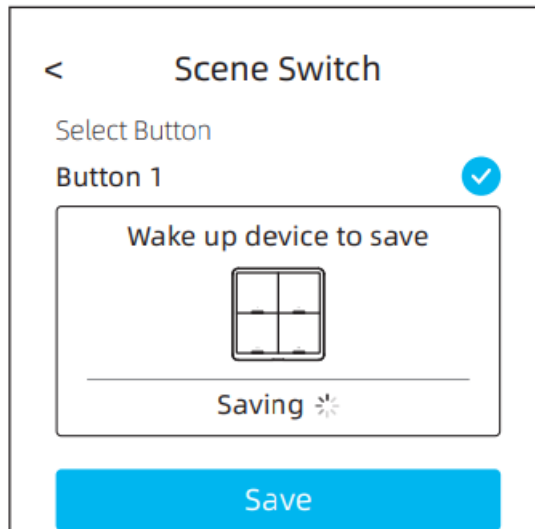 < Scene Switch
Select Button
Button 1
Wake up device to save
Saving
Save